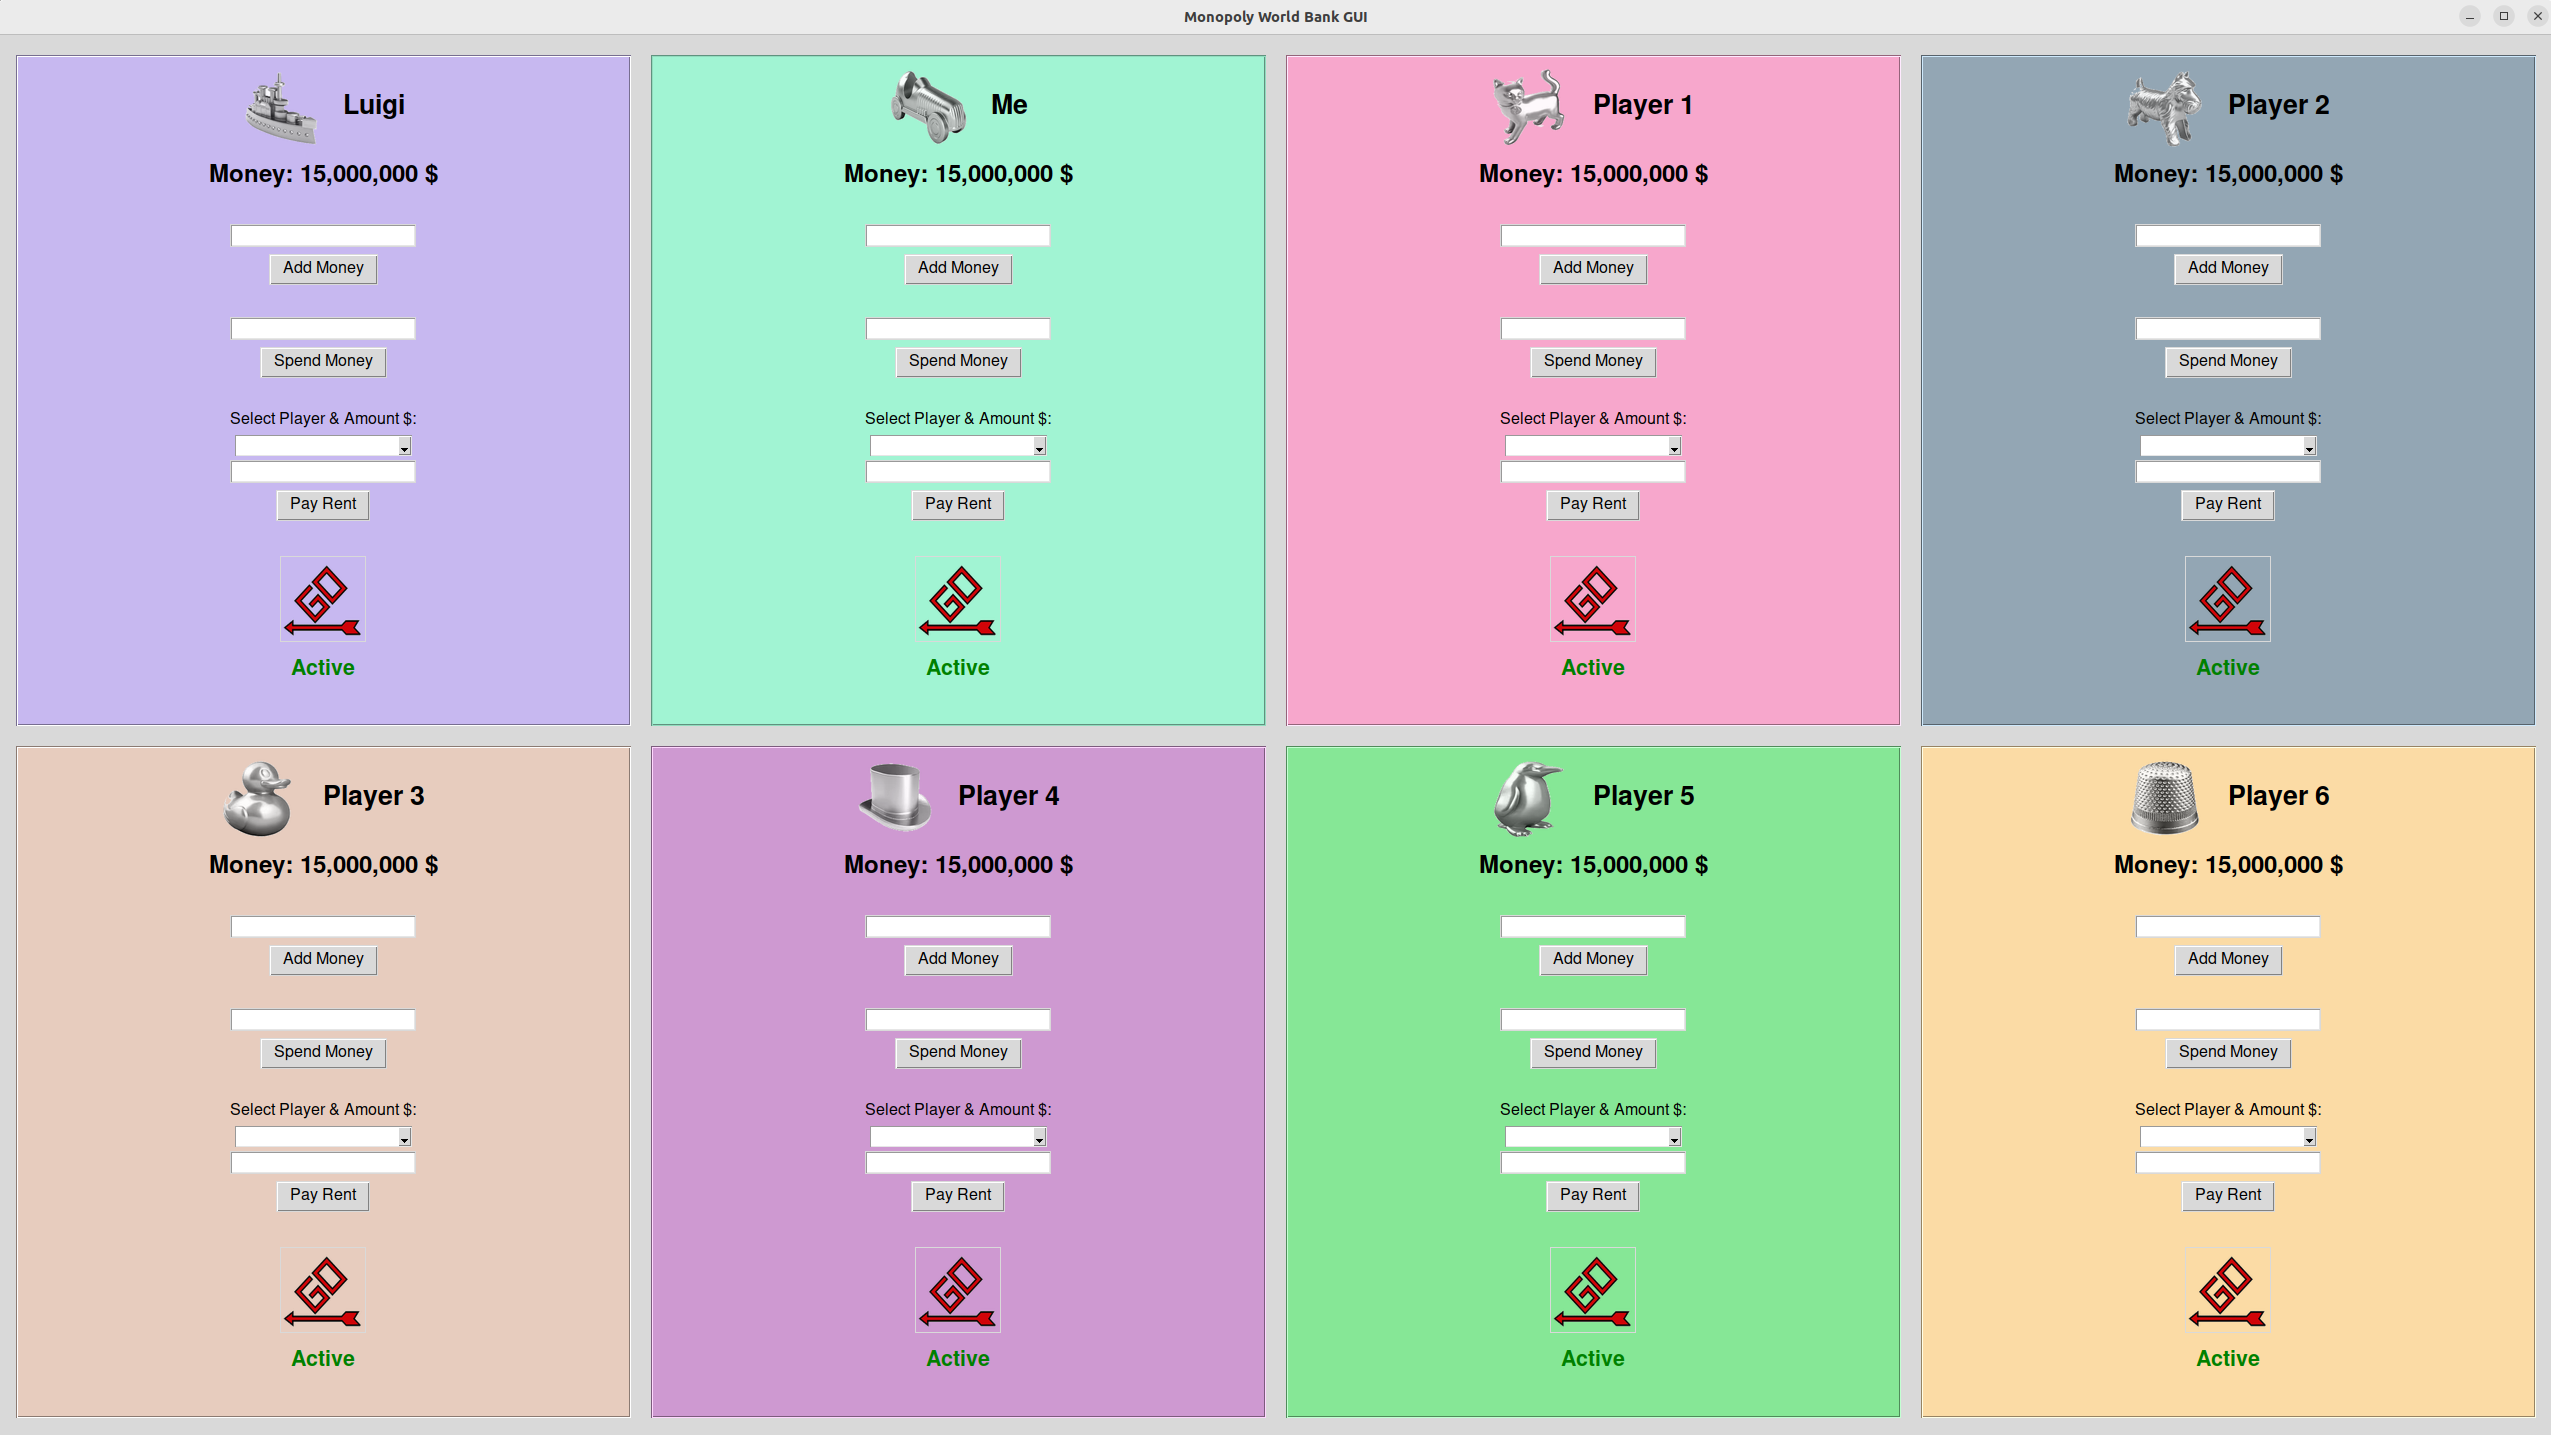 Monopoly World Bank GUI
Luigi
Money: 15,000,000 $
Add Money
Spend Money
Select Player & Amount $:
Pay Rent
GO
Active
Me
Money: 15,000,000 $
Add Money
Spend Money
Select Player & Amount $:
Pay Rent
GO
Active
Player 1
Money: 15,000,000 $
Add Money
Spend Money
Select Player & Amount $:
Pay Rent
GO
Active
Player 2
Money: 15,000,000 $
Add Money
Spend Money
Select Player & Amount $:
Pay Rent
GO
Active
Player 3
Money: 15,000,000 $
Add Money
Spend Money
Select Player & Amount $:
Pay Rent
GO
Active
Player 4
Money: 15,000,000 $
Add Money
Spend Money
Select Player & Amount $:
Pay Rent
GO
Active
Player 5
Money: 15,000,000 $
Add Money
Spend Money
Select Player & Amount $:
Pay Rent
GO
Active
Player 6
Money: 15,000,000 $
Add Money
Spend Money
Select Player & Amount $:
Pay Rent
GO
Active